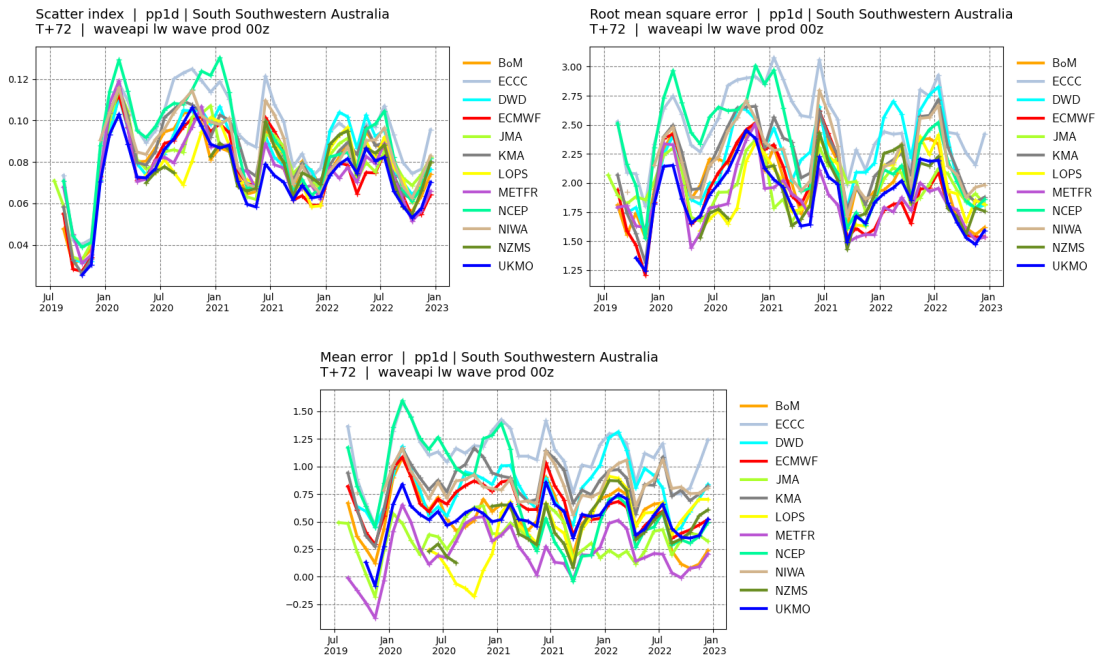 Scatter index | pp1d | South Southwestern Australia
T+72 | waveapi lw wave prod 00z
0.12
0.10
0.08
0.06
0.04
Jul
2019
Jan
2020
Jul
2020
Jan
2021
Jul
2021
Jan
2022
Jul
2022
Jan
2023
BoM
ECCC
DWD
ECMWF
JMA
KMA
LOPS
METFR
NCEP
NIWA
NZMS
UKMO
Root mean square error | pp1d | South Southwestern Australia
T+72 | waveapi lw wave prod 00z
3.00
2.75
2.50
2.25
2.00
1.75
1.50
1.25
Jul
2019
Jan
2020
Jul
2020
Jan
2021
Jul
2021
Jan
2022
Jul
2022
Jan
2023
BoM
ECCC
DWD
ECMWF
JMA
KMA
LOPS
METFR
NCEP
NIWA
NZMS
UKMO
Mean error | pp1d | South Southwestern Australia
T+72 | waveapi lw wave prod 00z
1.50
1.25
1.00
0.75
0.50
0.25
0.00
−0.25
Jul
2019
Jan
2020
Jul
2020
Jan
2021
Jul
2021
Jan
2022
Jul
2022
Jan
2023
BoM
ECCC
DWD
ECMWF
JMA
KMA
LOPS
METFR
NCEP
NIWA
NZMS
UKMO